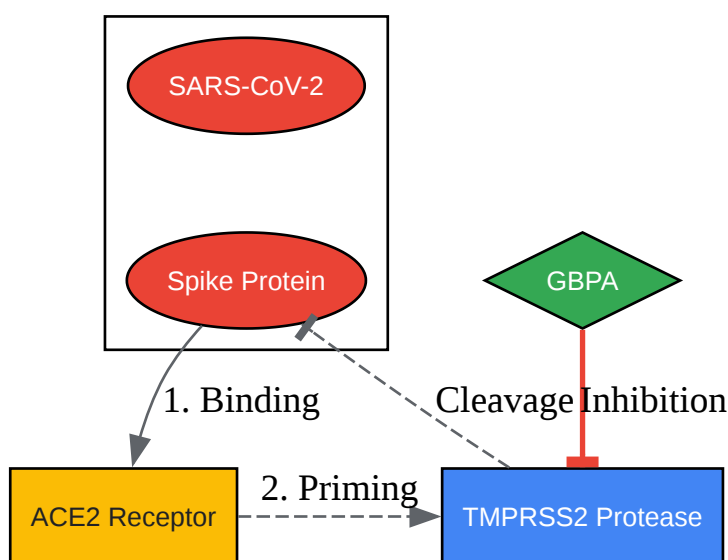 SARS-CoV-2
Spike Protein
GBPA
1. Binding
Cleavage
Inhibition
2. Priming
ACE2 Receptor
TMPRSS2 Protease